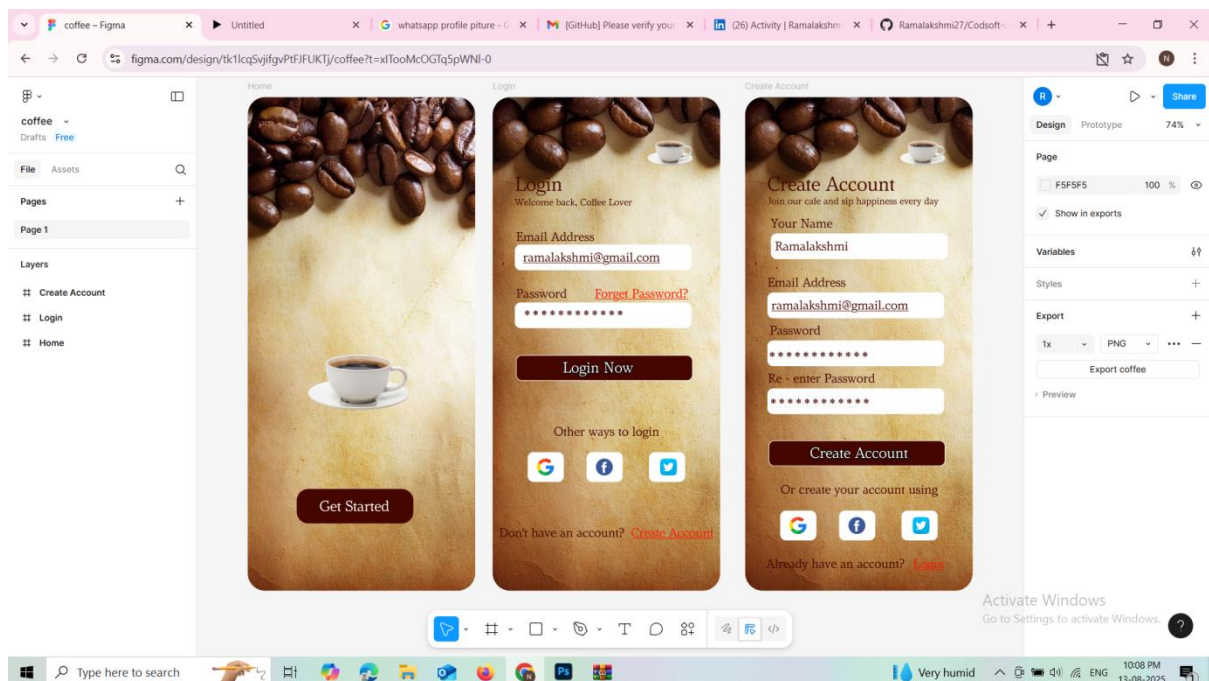 coffee – Figma
Untitled
whatsapp profile piture - G
[GitHub] Please verify your
(26) Activity | Ramalakshm
Ramalakshmi27/Codsoft-
figma.com/design/tk1lcqSvjifgvPtFJFUKTj/coffee?t=xITooMcOGTq5pWNl-0
N
coffee
Drafts Free
File Assets
Pages
Page 1
Layers
Create Account
Login
Home
Home
Get Started
Login
Login
Welcome back, Coffee Lover
Email Address
ramalakshmi@gmail.com
Password Forget Password?
************
Login Now
Other ways to login
Don't have an account? Create Account
Create Account
Create Account
Join our cafe and sip happiness every day
Your Name
Ramalakshmi
Email Address
ramalakshmi@gmail.com
Password
************
Re - enter Password
************
Create Account
Or create your account using
Already have an account? Login
R
Share
Design Prototype 74%
Page
F5F5F5 100 %
Show in exports
Variables
Styles
Export
1x PNG
Export coffee
Preview
Activate Windows
Go to Settings to activate Windows.
Type here to search
Very humid
ENG
10:08 PM
13-08-2025